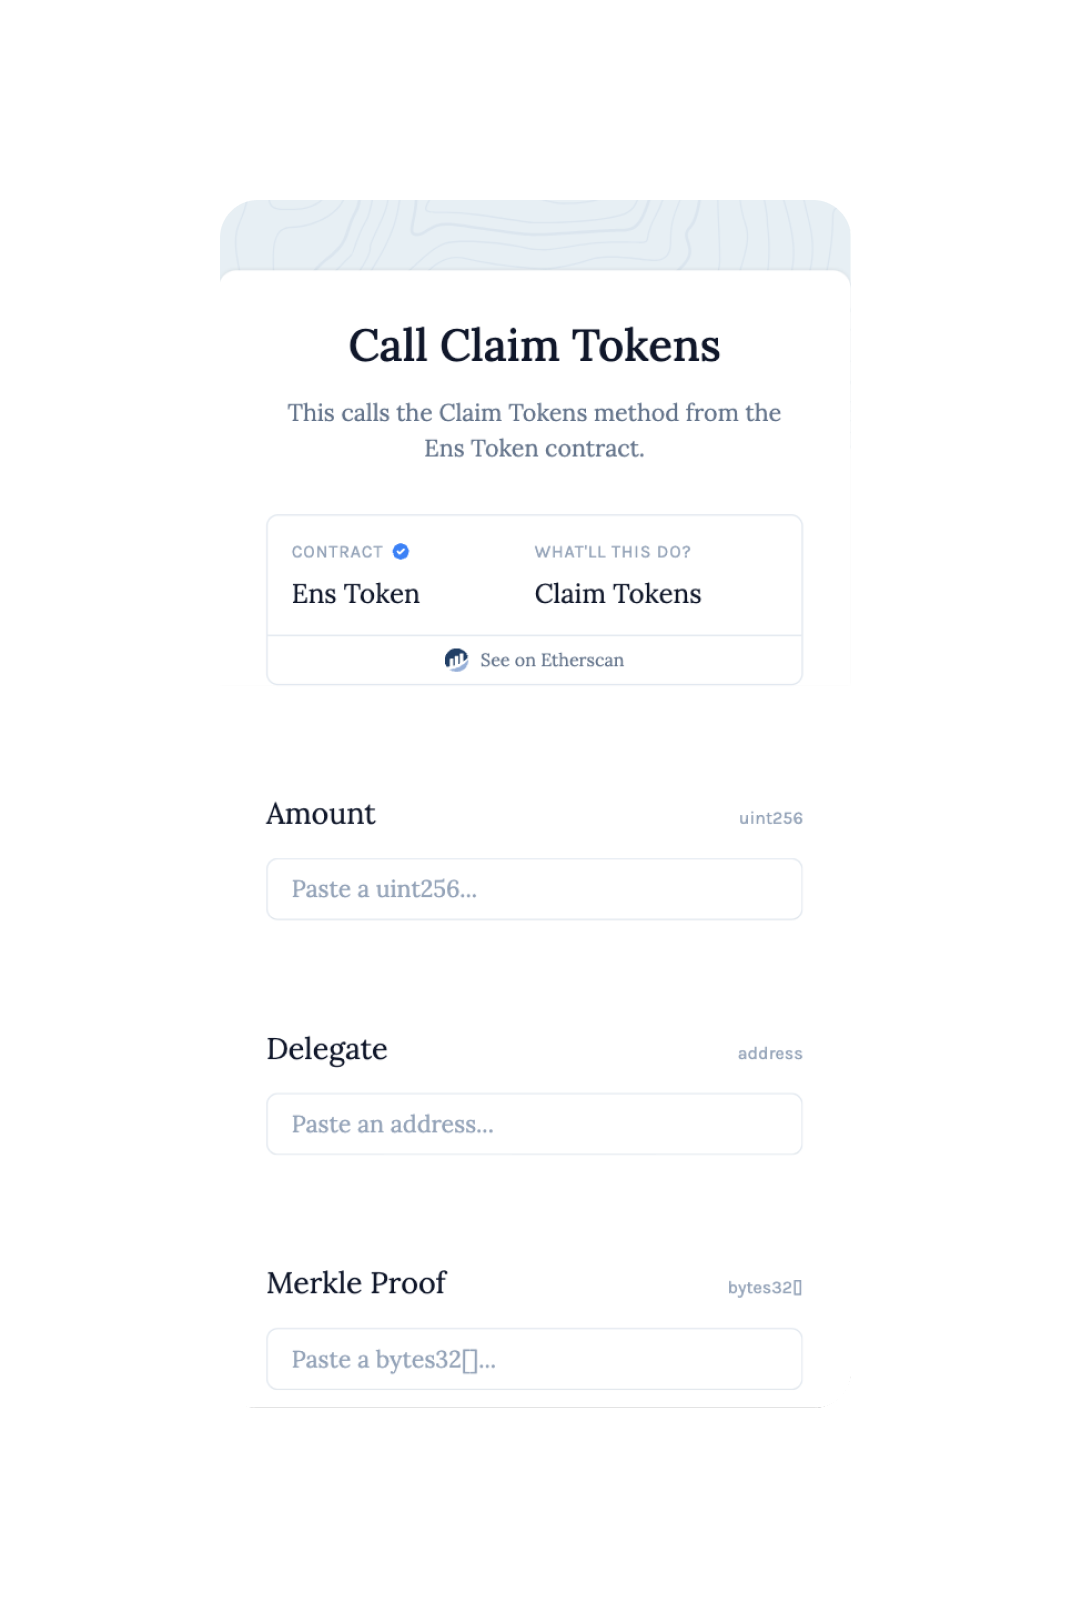 Call Claim Tokens
This calls the Claim Tokens method from the
Ens Token contract.
CONTRACT
Ens Token
WHAT'LL THIS DO?
Claim Tokens
See on Etherscan
Amount
uint256
Paste a uint256...
Delegate
address
Paste an address...
Merkle Proof
bytes32[]
Paste a bytes32[]...